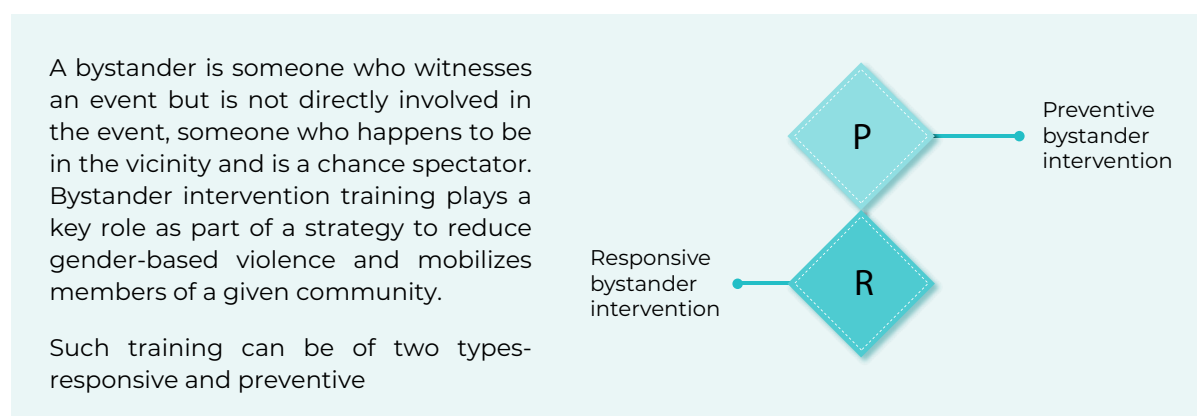 A bystander is someone who witnesses
an event but is not directly involved in
the event, someone who happens to be
in the vicinity and is a chance spectator.
Bystander intervention training plays a
key role as part of a strategy to reduce
gender-based violence and mobilizes
members of a given community.
Such training can be of two types-
responsive and preventive
P
Preventive
bystander
intervention
Responsive
bystander
intervention
R